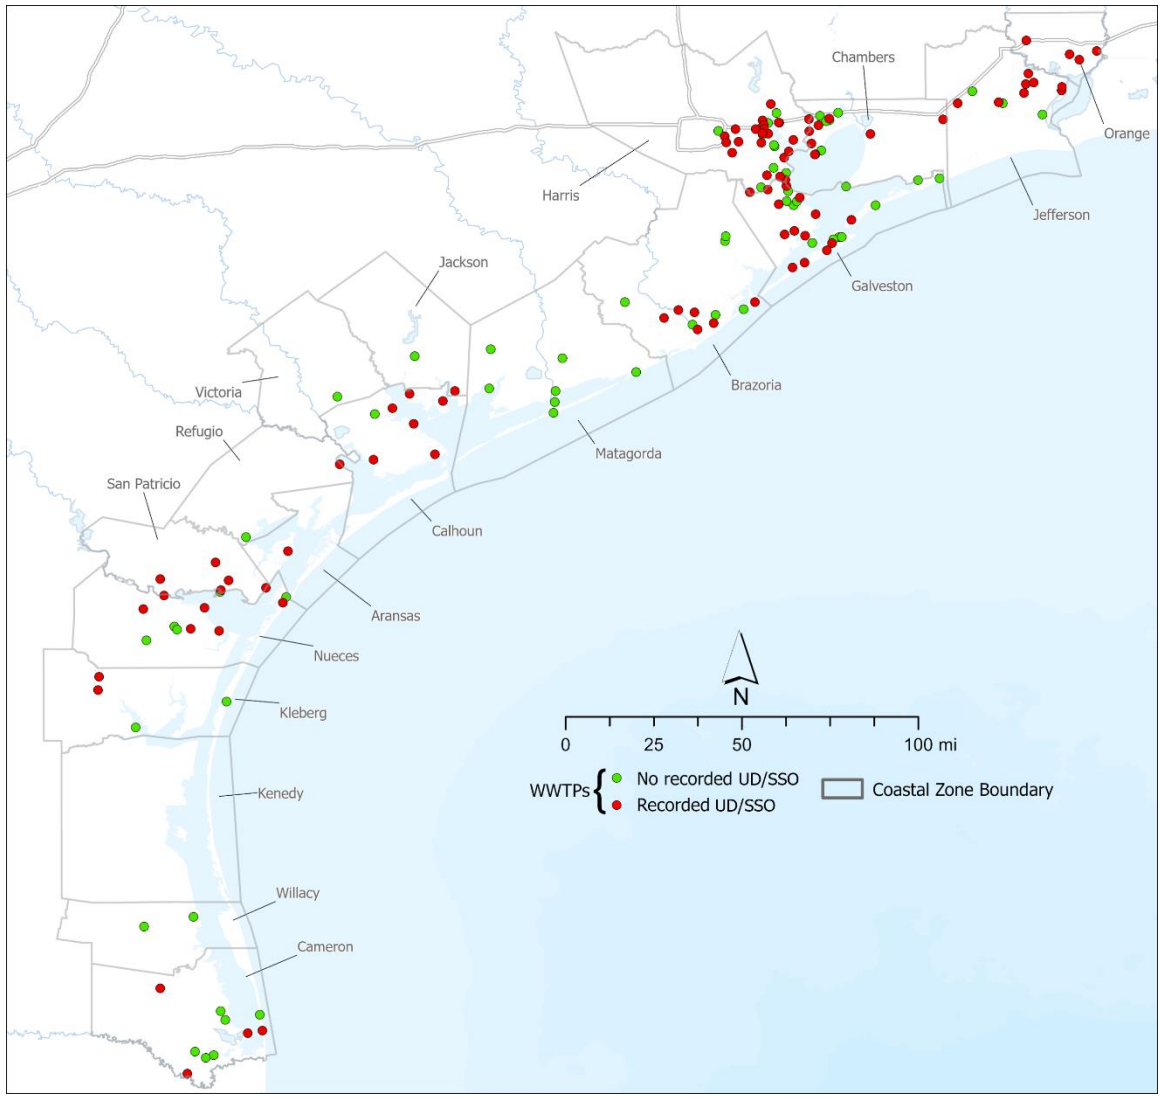 Chambers
Orange
Harris
Jefferson
Jackson
Galveston
Brazoria
Victoria
Refugio
Matagorda
San Patricio
Calhoun
Aransas
Nueces
N
Kleberg
0 25 50 100 mi
WWTPs { No recorded UD/SSO
Recorded UD/SSO
Coastal Zone Boundary
Kenedy
Willacy
Cameron